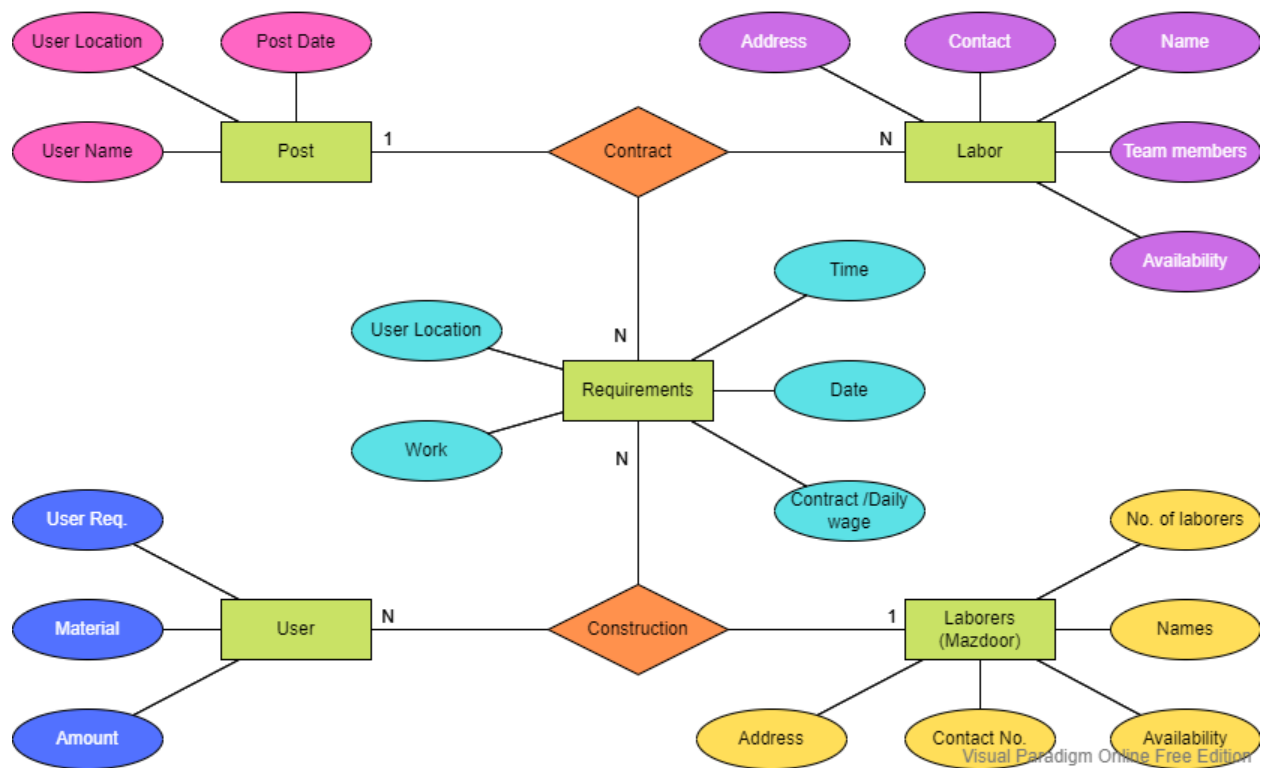 User Location
Post Date
Address
Contact
Name
User Name
Post
1
Contract
N
Labor
Team members
Availability
Time
User Location
N
Requirements
Date
Work
N
Contract /Daily
wage
User Req.
No. of laborers
Material
User
N
Construction
1
Laborers
(Mazdoor)
Names
Amount
Address
Contact No.
Availability
Visual Paradigm Online Free Edition